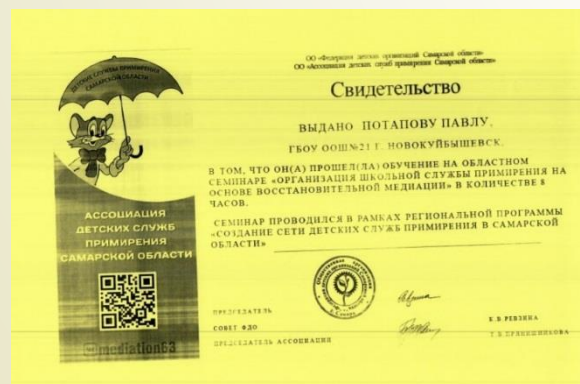 ДЕТСКИЕ СЛУЖБЫ ПРИМИРЕНИЯ
САМАРСКОЙ ОБЛАСТИ
АССОЦИАЦИЯ
ДЕТСКИХ СЛУЖБ
ПРИМИРЕНИЯ
САМАРСКОЙ ОБЛАСТИ
mediation63
ОО «Федерация детских организаций Самарской области»
ОО «Ассоциация детских служб примирения Самарской области»
Свидетельство
ВЫДАНО ПОТАПОВУ ПАВЛУ,
ГБОУ ООШ№21 Г. НОВОКУЙБЫШЕВСК,
В ТОМ, ЧТО ОН(А) ПРОШЕЛ(ЛА) ОБУЧЕНИЕ НА ОБЛАСТНОМ
СЕМИНАРЕ «ОРГАНИЗАЦИЯ ШКОЛЬНОЙ СЛУЖБЫ ПРИМИРЕНИЯ НА
ОСНОВЕ ВОССТАНОВИТЕЛЬНОЙ МЕДИАЦИИ» В КОЛИЧЕСТВЕ 8
ЧАСОВ.
СЕМИНАР ПРОВОДИЛСЯ В РАМКАХ РЕГИОНАЛЬНОЙ ПРОГРАММЫ
«СОЗДАНИЕ СЕТИ ДЕТСКИХ СЛУЖБ ПРИМИРЕНИЯ В САМАРСКОЙ
ОБЛАСТИ»
ПРЕДСЕДАТЕЛЬ
СОВЕТ ФДО
ПРЕДСЕДАТЕЛЬ АССОЦИАЦИИ